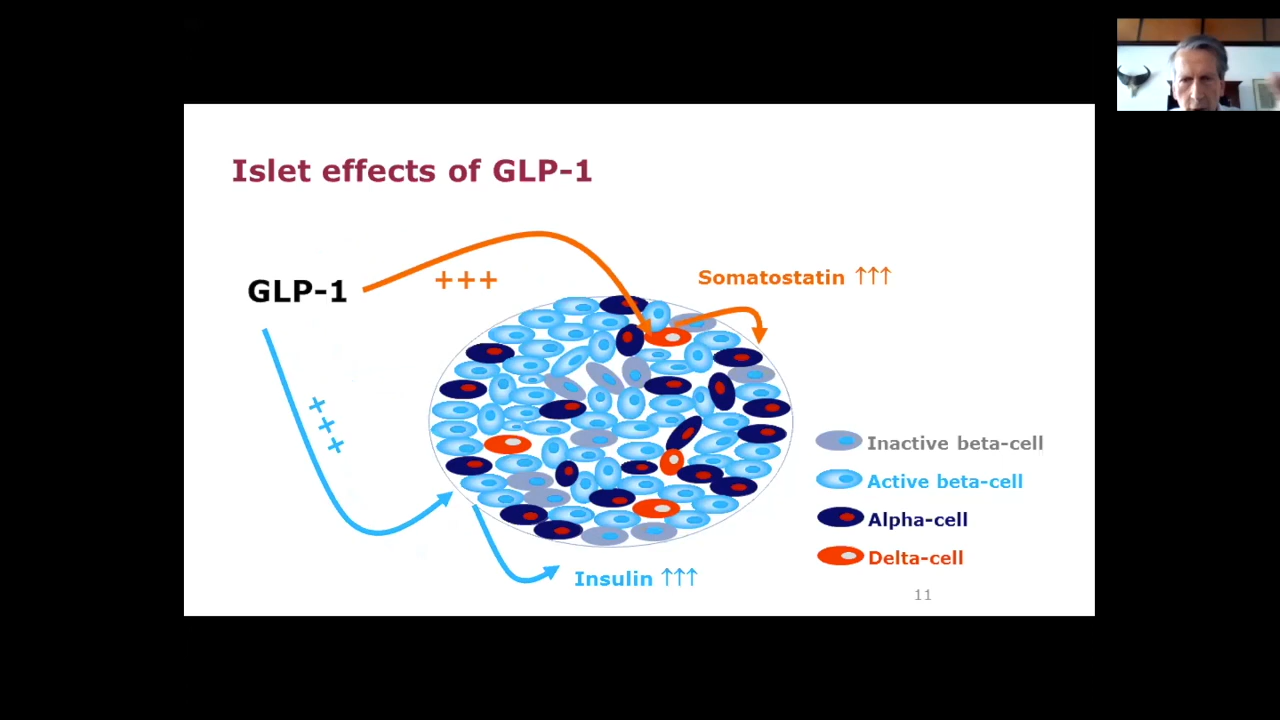 Islet effects of GLP-1
GLP-1
+++
Somatostatin ↑↑↑
+++
Inactive beta-cell
Active beta-cell
Alpha-cell
Delta-cell
Insulin ↑↑↑
11